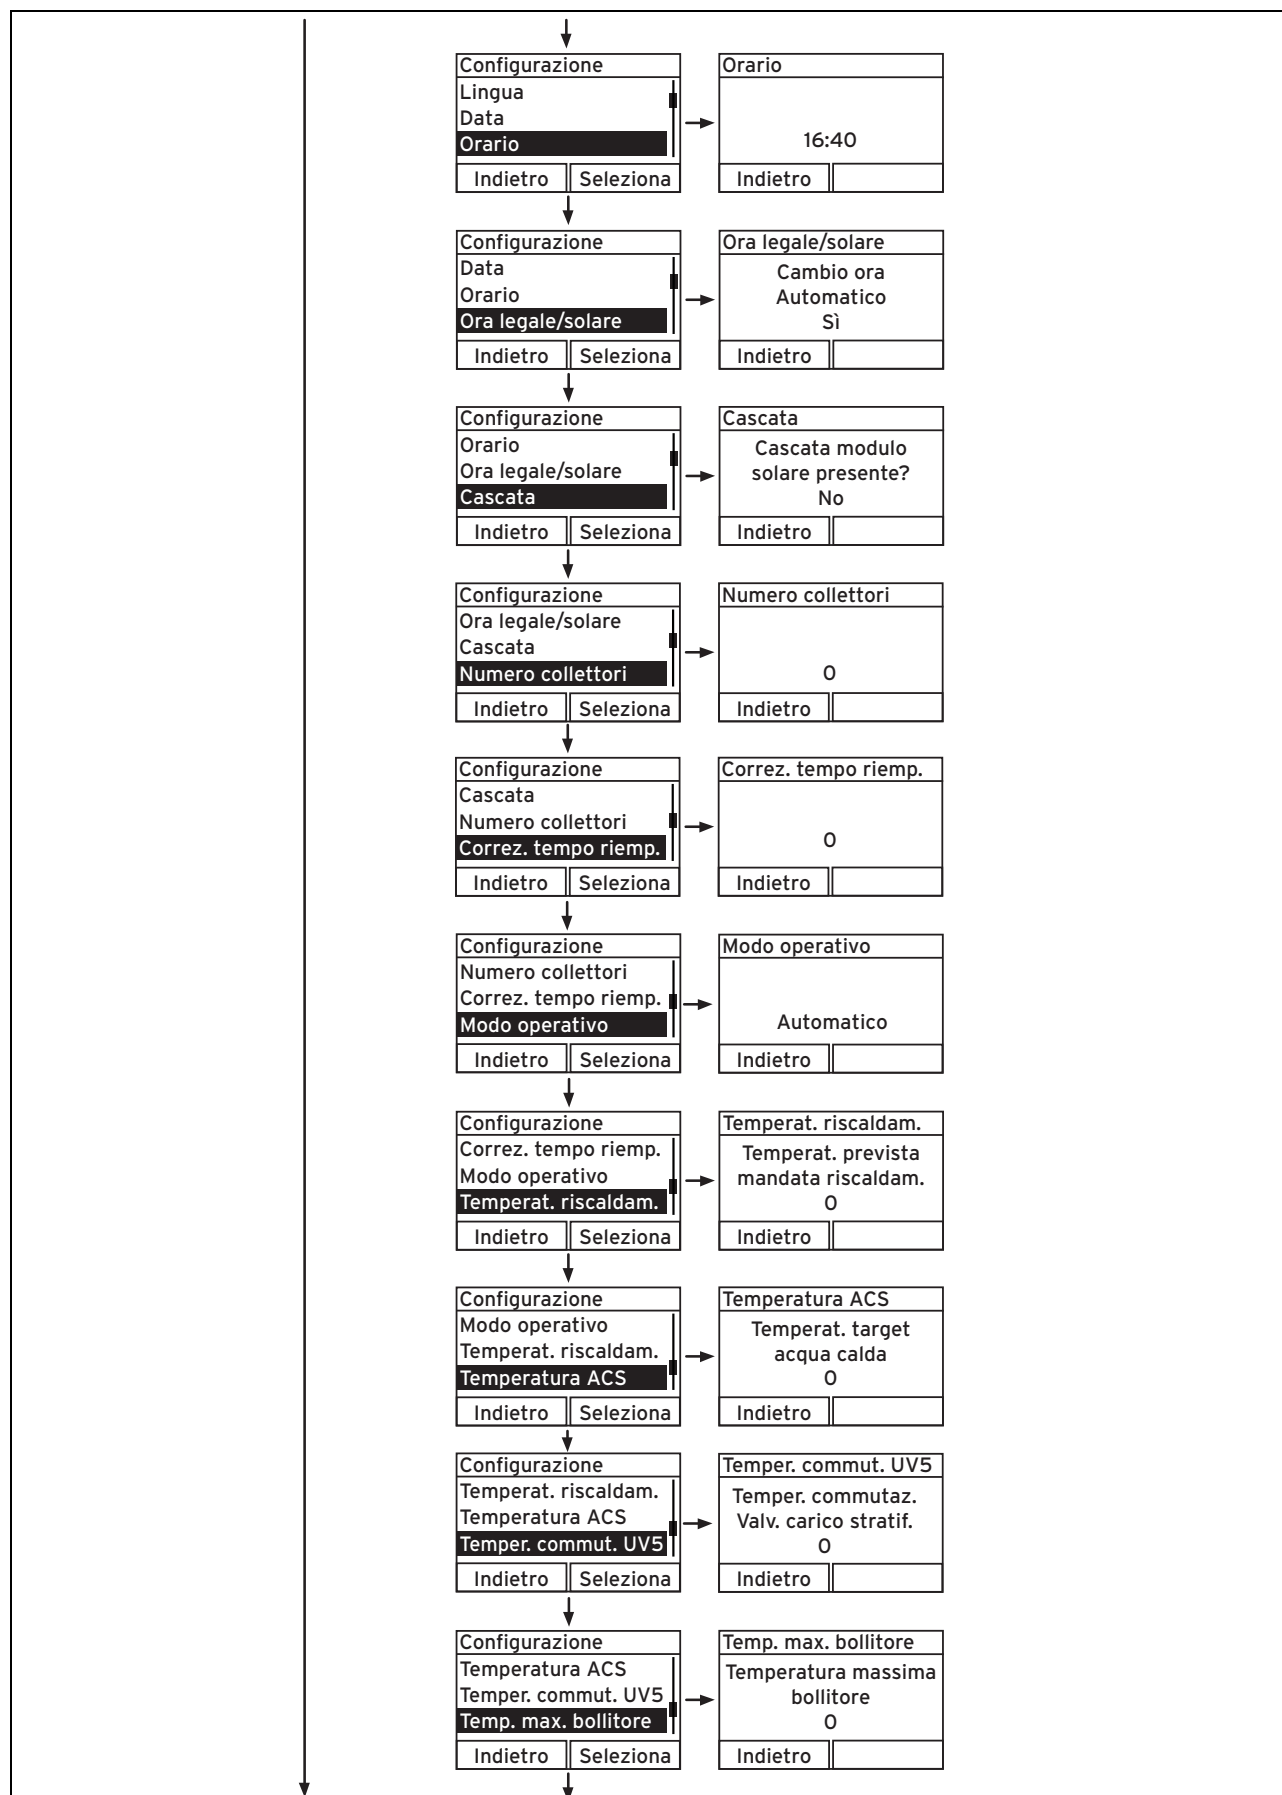 Configurazione
Lingua
Data
Orario
Indietro Seleziona
Orario
16:40
Indietro
Configurazione
Data
Orario
Ora legale/solare
Indietro Seleziona
Ora legale/solare
Cambio ora
Automatico
Sì
Indietro
Configurazione
Orario
Ora legale/solare
Cascata
Indietro Seleziona
Cascata
Cascata modulo
solare presente?
No
Indietro
Configurazione
Ora legale/solare
Cascata
Numero collettori
Indietro Seleziona
Numero collettori
0
Indietro
Configurazione
Cascata
Numero collettori
Correz. tempo riemp.
Indietro Seleziona
Correz. tempo riemp.
0
Indietro
Configurazione
Numero collettori
Correz. tempo riemp.
Modo operativo
Indietro Seleziona
Modo operativo
Automatico
Indietro
Configurazione
Correz. tempo riemp.
Modo operativo
Temperat. riscaldam.
Indietro Seleziona
Temperat. riscaldam.
Temperat. prevista
mandata riscaldam.
0
Indietro
Configurazione
Modo operativo
Temperat. riscaldam.
Temperatura ACS
Indietro Seleziona
Temperatura ACS
Temperat. target
acqua calda
0
Indietro
Configurazione
Temperat. riscaldam.
Temperatura ACS
Temper. commut. UV5
Indietro Seleziona
Temper. commut. UV5
Temper. commutaz.
Valv. carico stratif.
0
Indietro
Configurazione
Temperatura ACS
Temper. commut. UV5
Temp. max. bollitore
Indietro Seleziona
Temp. max. bollitore
Temperatura massima
bollitore
0
Indietro